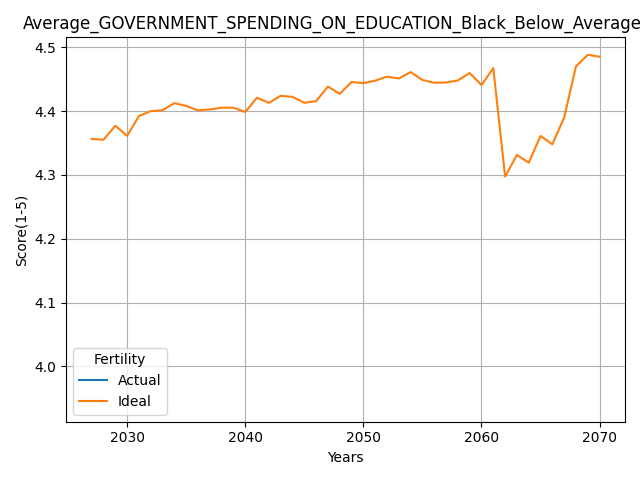 Average_GOVERNMENT_SPENDING_ON_EDUCATION_Black_Below_Average
4.5
4.4
4.3
4.2
4.1
4.0
Score(1-5)
Fertility
Actual
Ideal
2030 2040 2050 2060 2070
Years